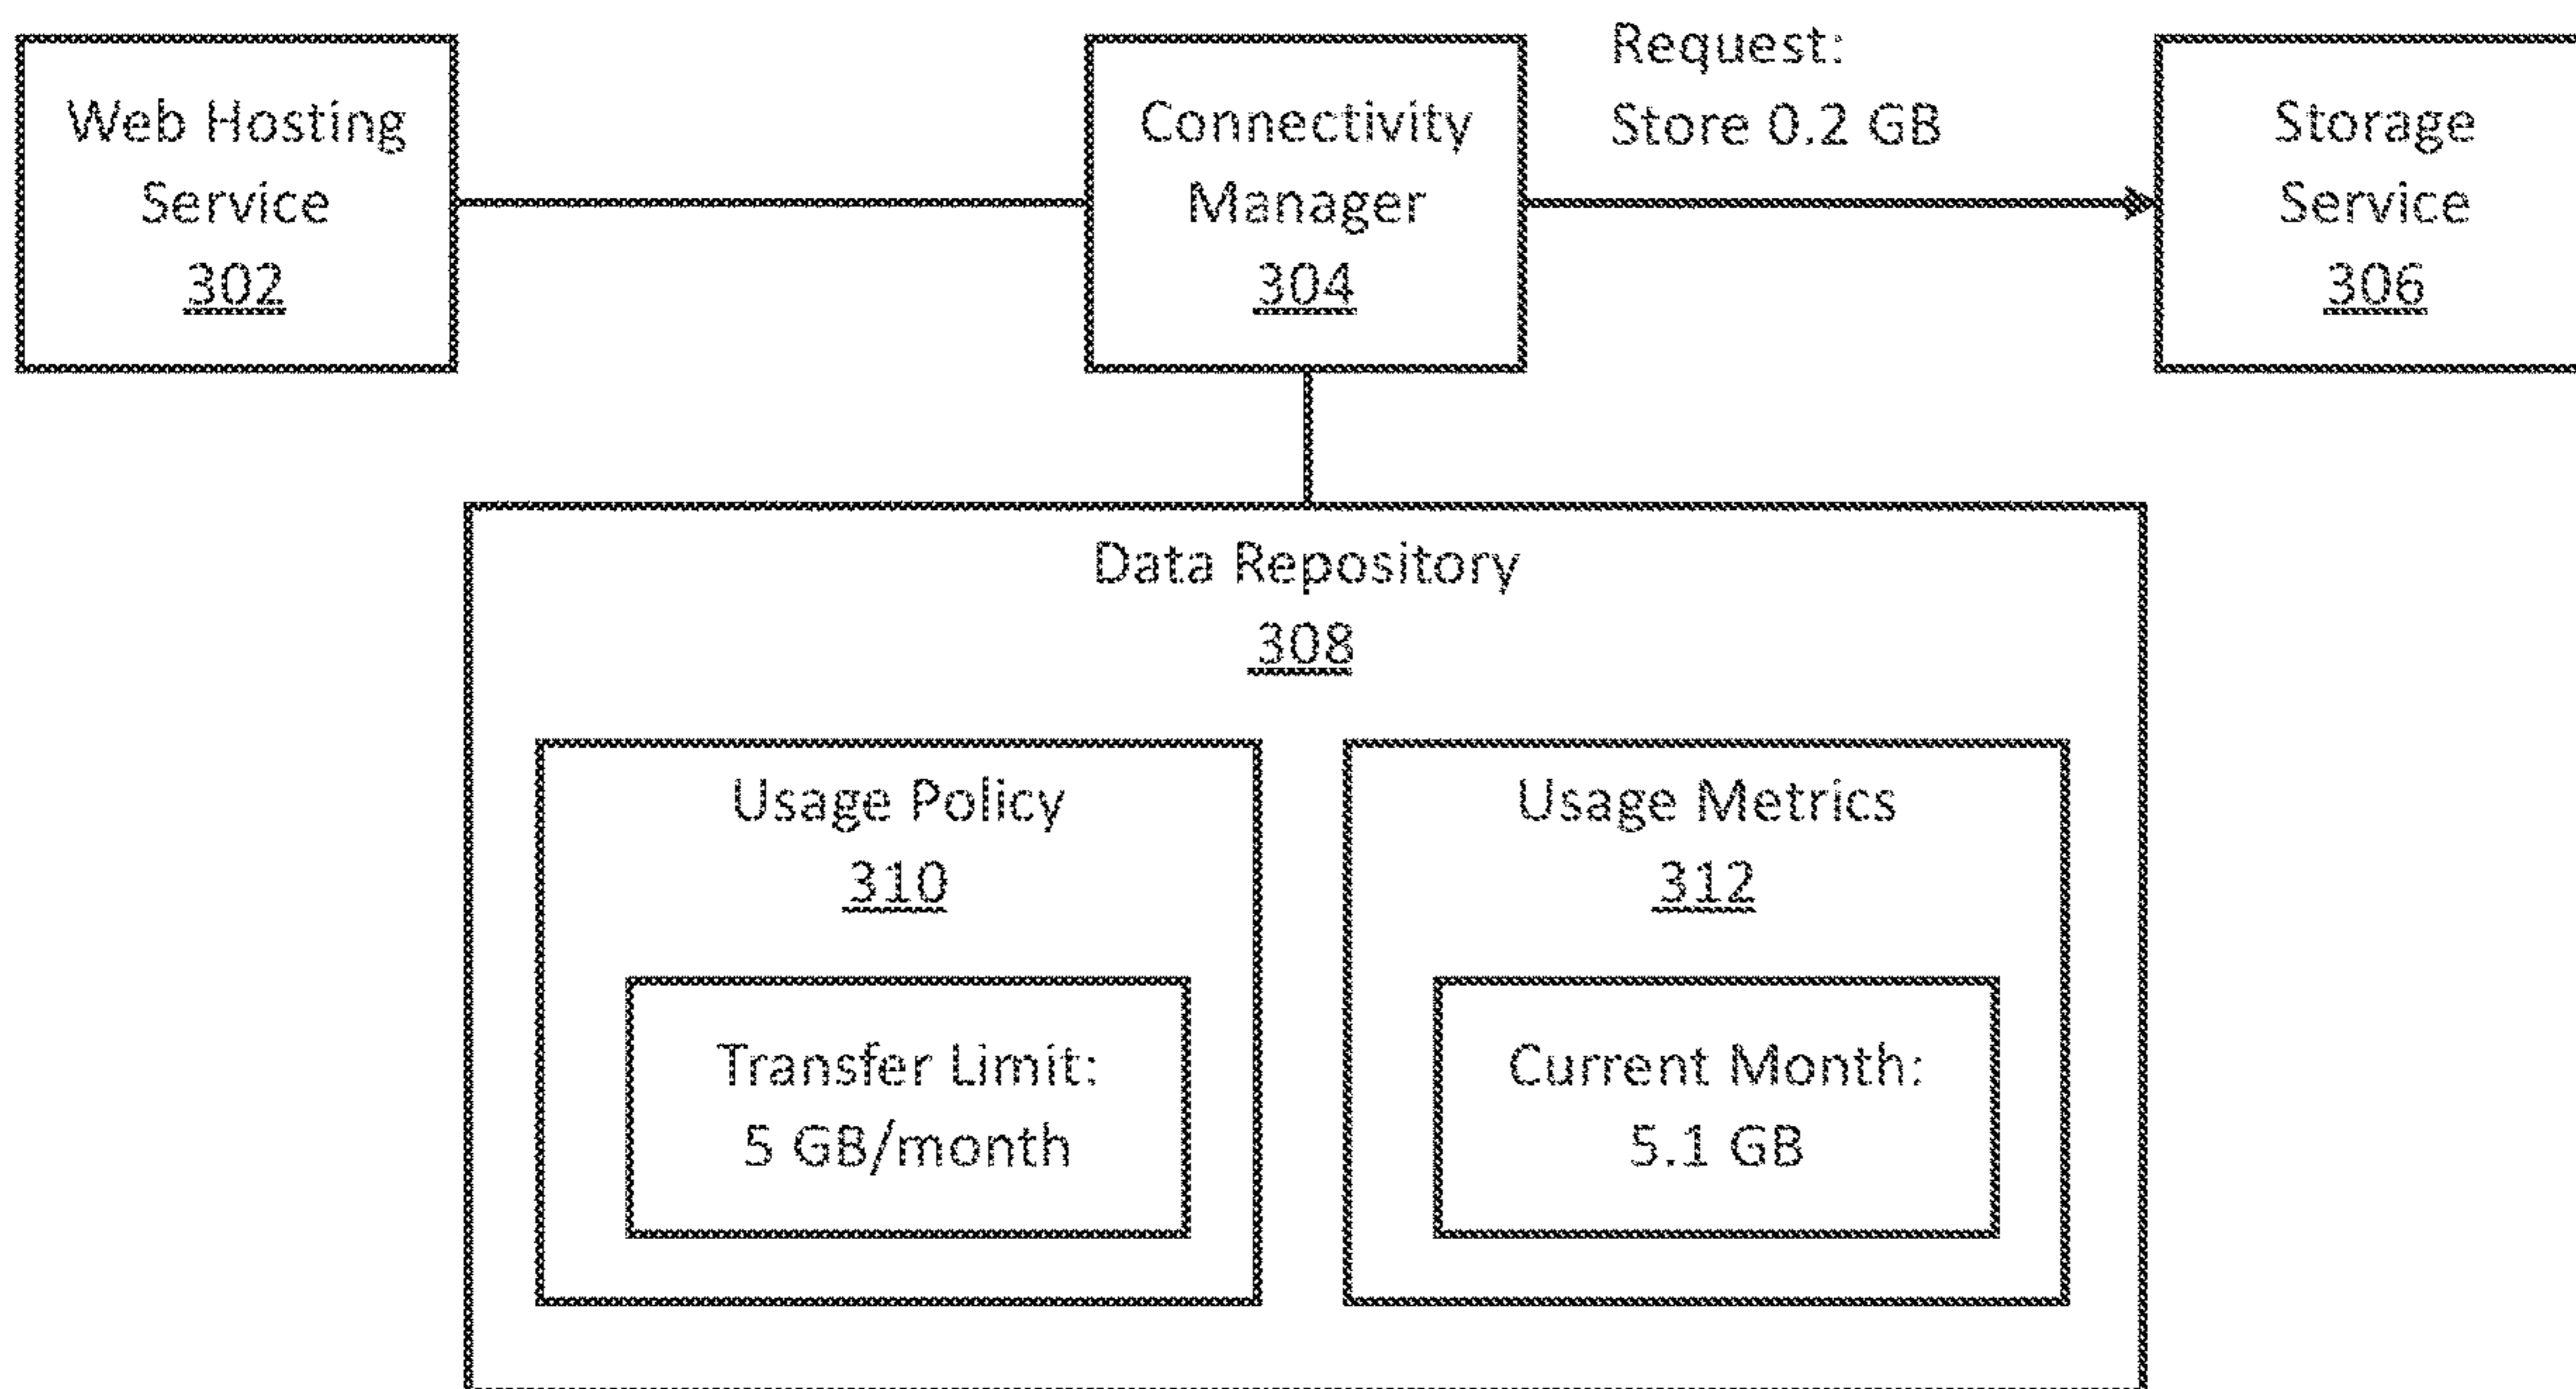 Web Hosting
Service
302
Connectivity
Manager
304
Request:
Store 0.2 GB
Storage
Service
306
Data Repository
308
Usage Policy
310
Transfer Limit:
5 GB/month
Usage Metrics
312
Current Month:
5.1 GB